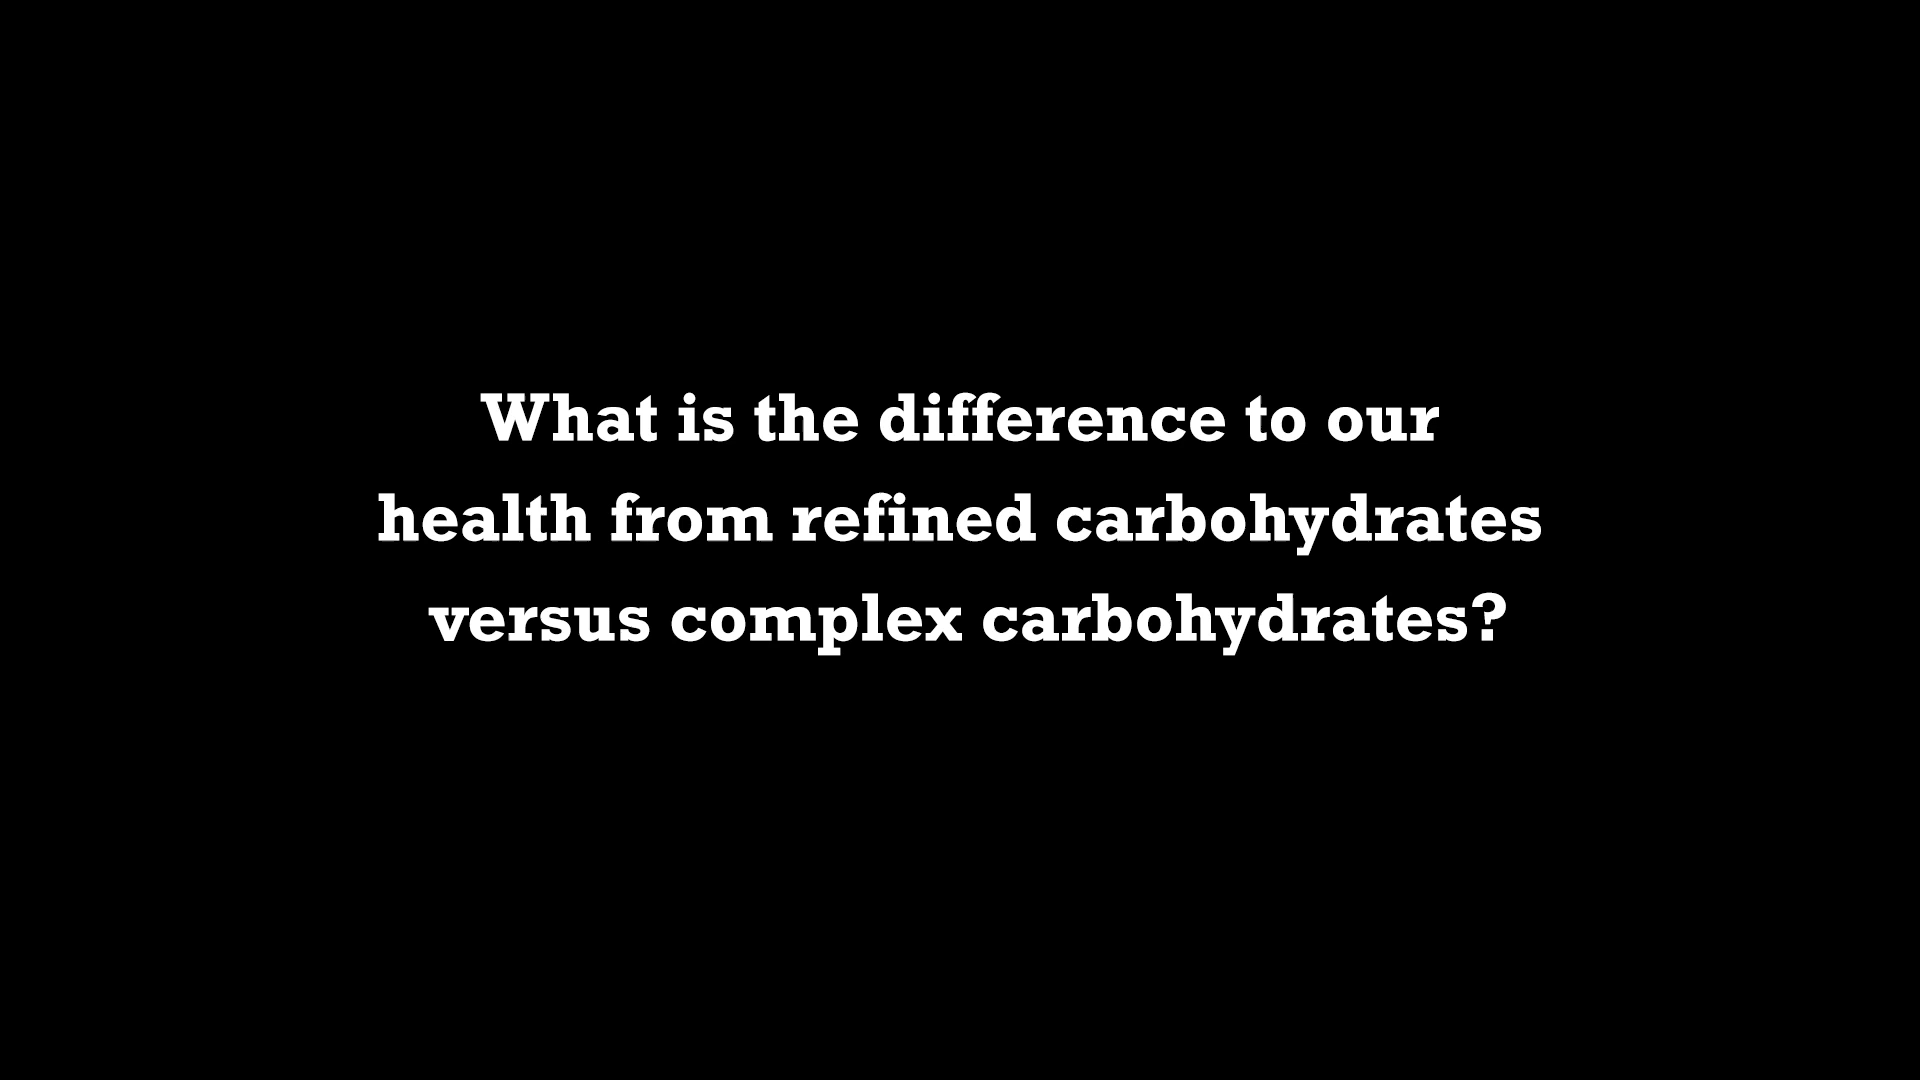 What is the difference to our
health from refined carbohydrates
versus complex carbohydrates?